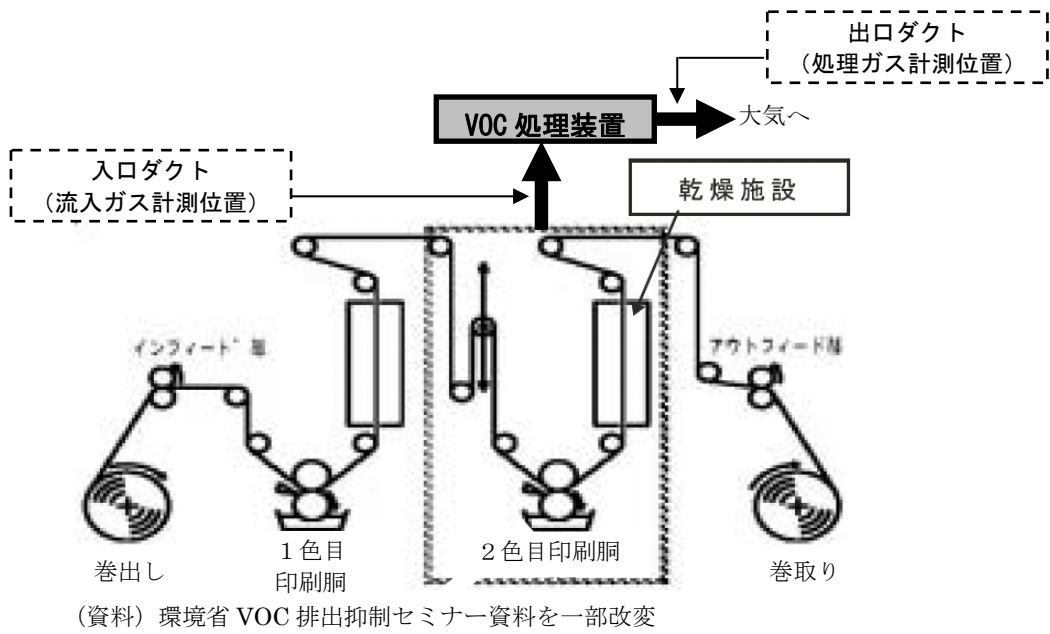 出口ダクト
（処理ガス計測位置）
VOC 処理装置
大気へ
入口ダクト
（流入ガス計測位置）
乾燥施設
インフィード部
アウトフィード部
巻出し
1色目
印刷胴
２色目印刷胴
巻取り
（資料）環境省 VOC 排出抑制セミナー資料を一部改変